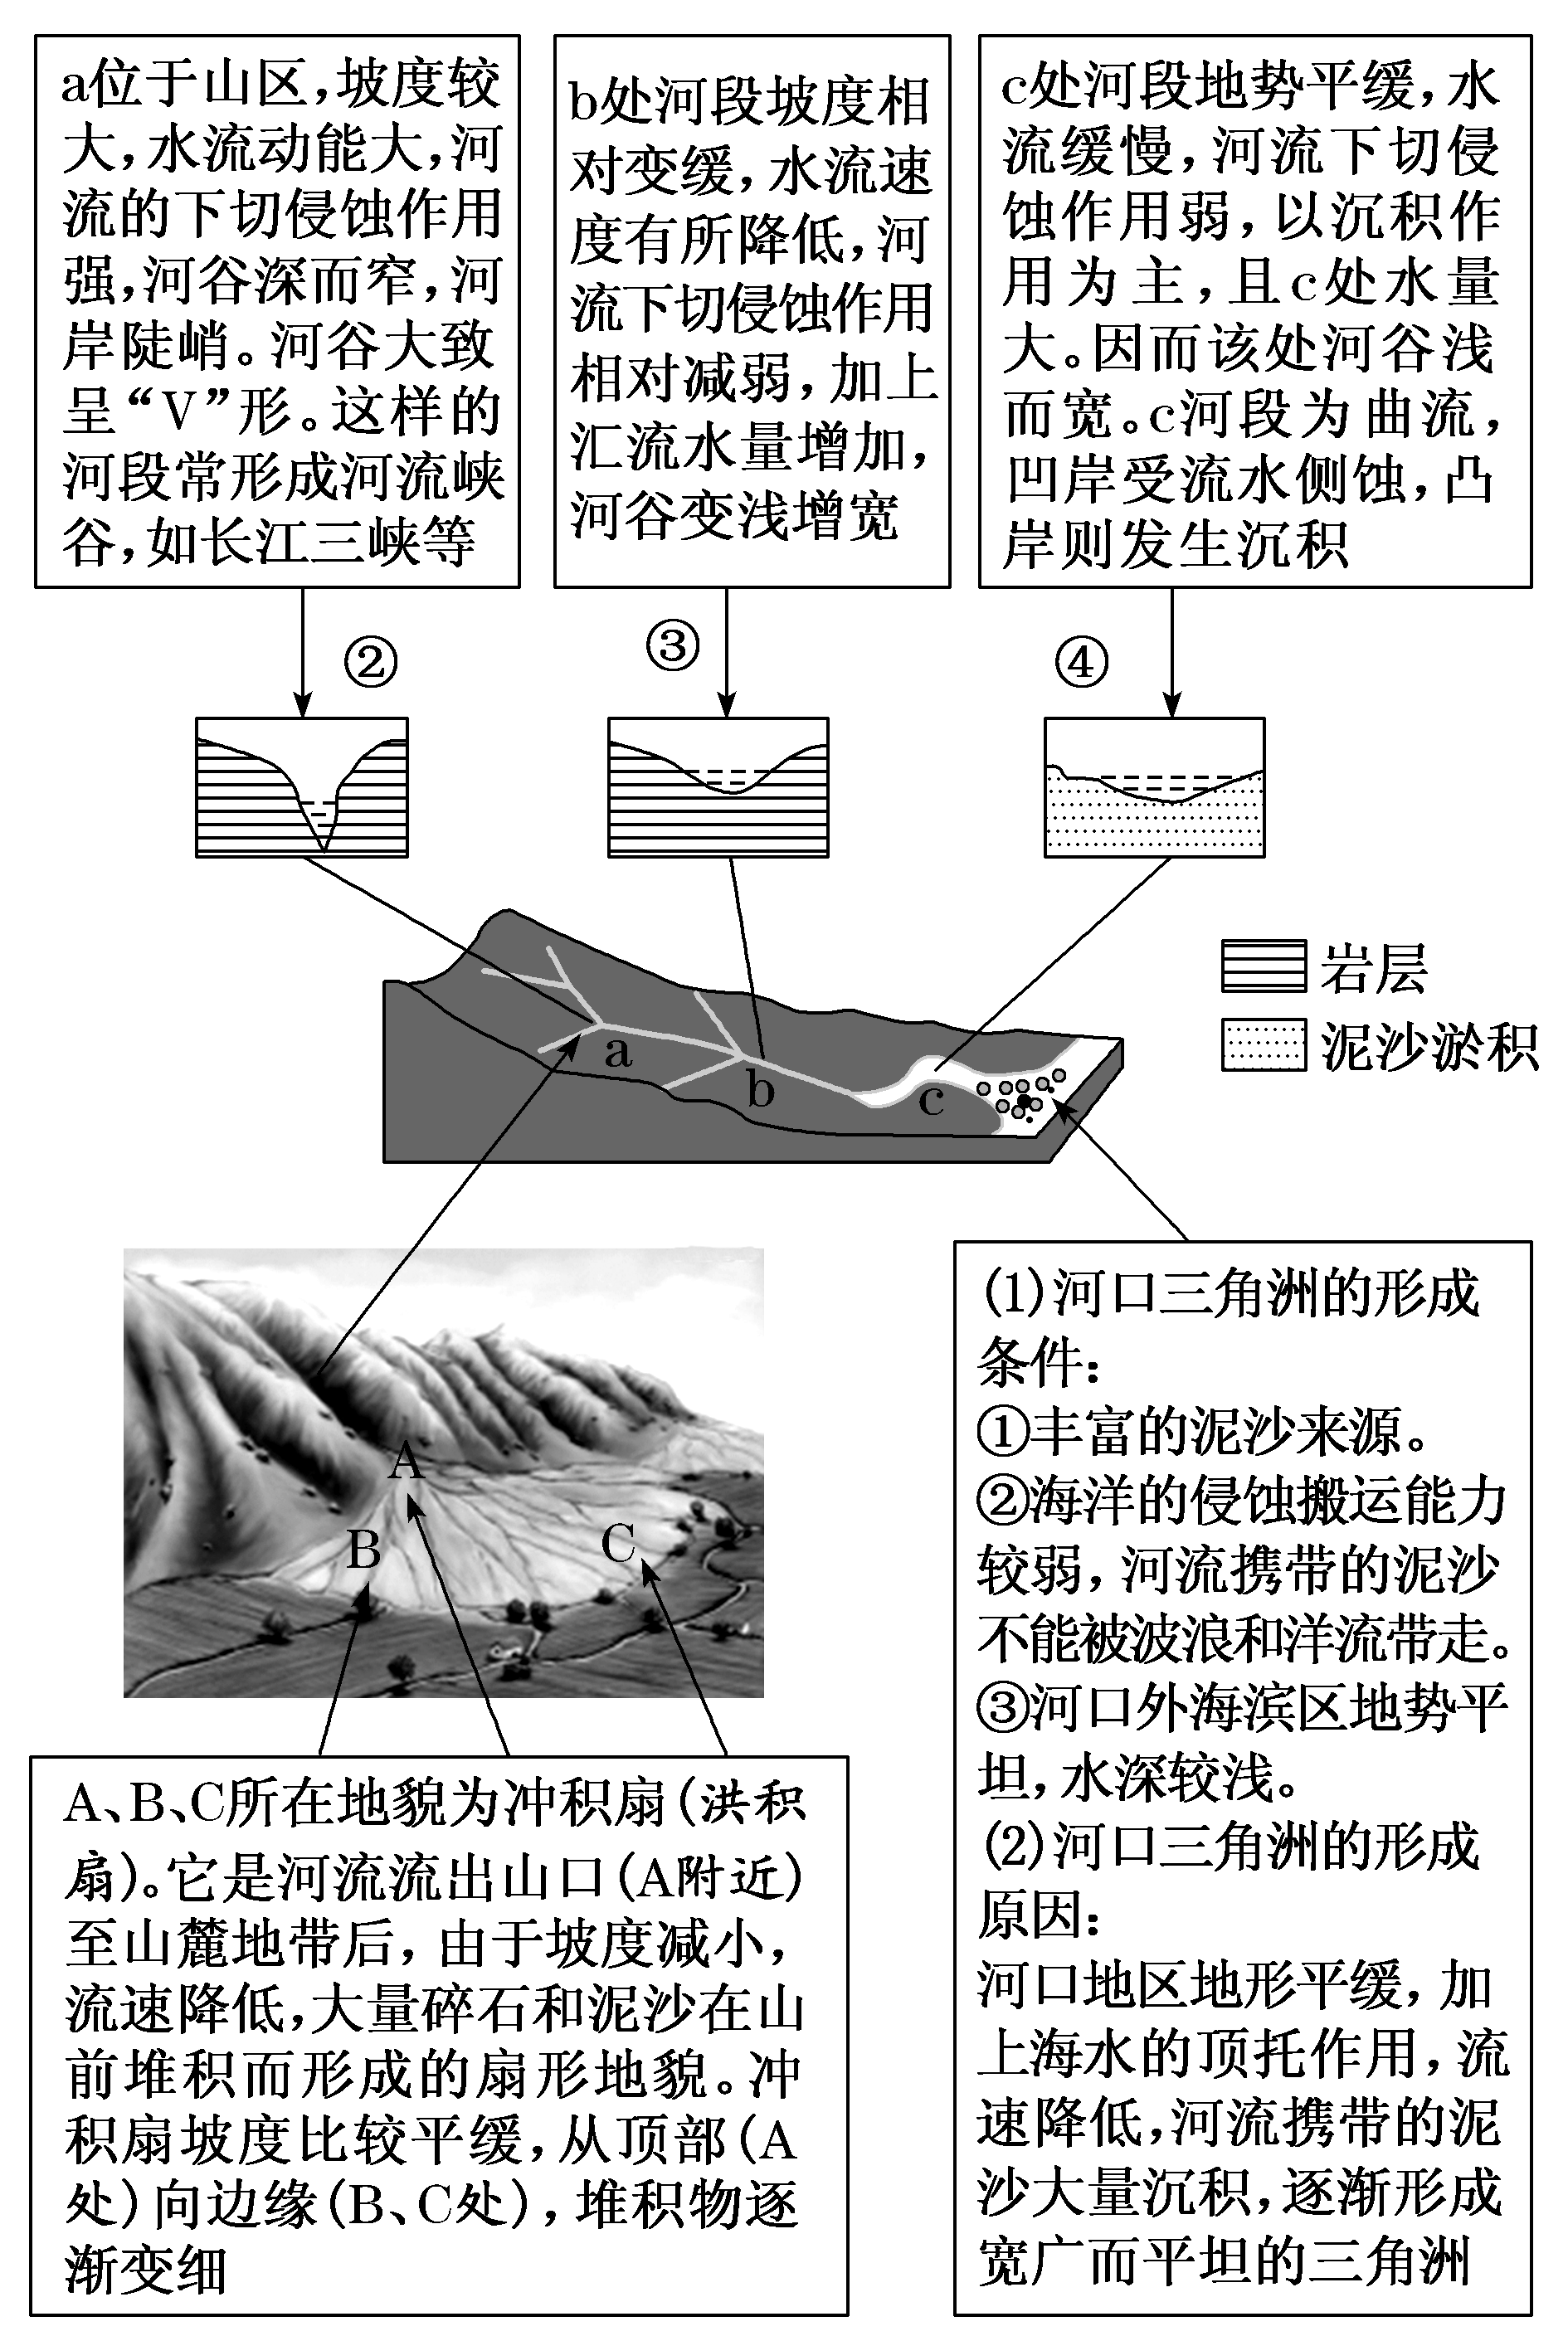 a位于山区，坡度较
大，水流动能大，河
流的下切侵蚀作用
强，河谷深而窄，河
岸陡峭。河谷大致
呈“V”形。这样的
河段常形成河流峡
谷，如长江三峡等
b处河段坡度相
对变缓，水流速
度有所降低，河
流下切侵蚀作用
相对减弱，加上
汇流水量增加，
河谷变浅增宽
c处河段地势平缓，水
流缓慢，河流下切侵
蚀作用弱，以沉积作
用为主，且c处水量
大。因而该处河谷浅
而宽。c河段为曲流，
凹岸受流水侧蚀，凸
岸则发生沉积
②
③
④
岩层
泥沙淤积
a
b
c
A
B
C
A、B、C所在地貌为冲积扇(洪积
扇)。它是河流流出山口(A附近)
至山麓地带后，由于坡度减小，
流速降低，大量碎石和泥沙在山
前堆积而形成的扇形地貌。冲
积扇坡度比较平缓，从顶部(A
处)向边缘(B、C处)，堆积物逐
渐变细
(1)河口三角洲的形成
条件：
①丰富的泥沙来源。
②海洋的侵蚀搬运能力
较弱，河流携带的泥沙
不能被波浪和洋流带走。
③河口外海滨区地势平
坦，水深较浅。
(2)河口三角洲的形成
原因：
河口地区地形平缓，加
上海水的顶托作用，流
速降低，河流携带的泥
沙大量沉积，逐渐形成
宽广而平坦的三角洲